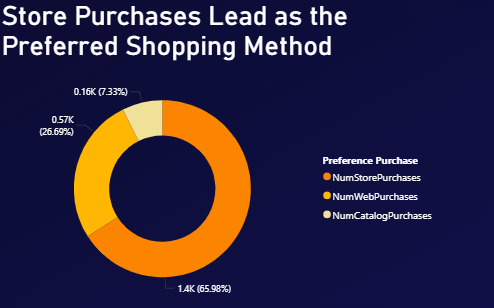 Store Purchases Lead as the
Preferred Shopping Method
0.16K (7.33%)
0.57K
(26.69%)
Preference Purchase
NumStorePurchases
NumWebPurchases
NumCatalogPurchases
1.4K (65.98%)